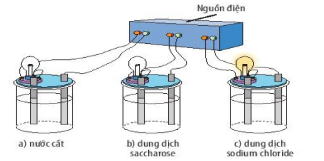 Nguồn điện
a) nước cất
b) dung dịch
saccharose
c) dung dịch
sodium chloride